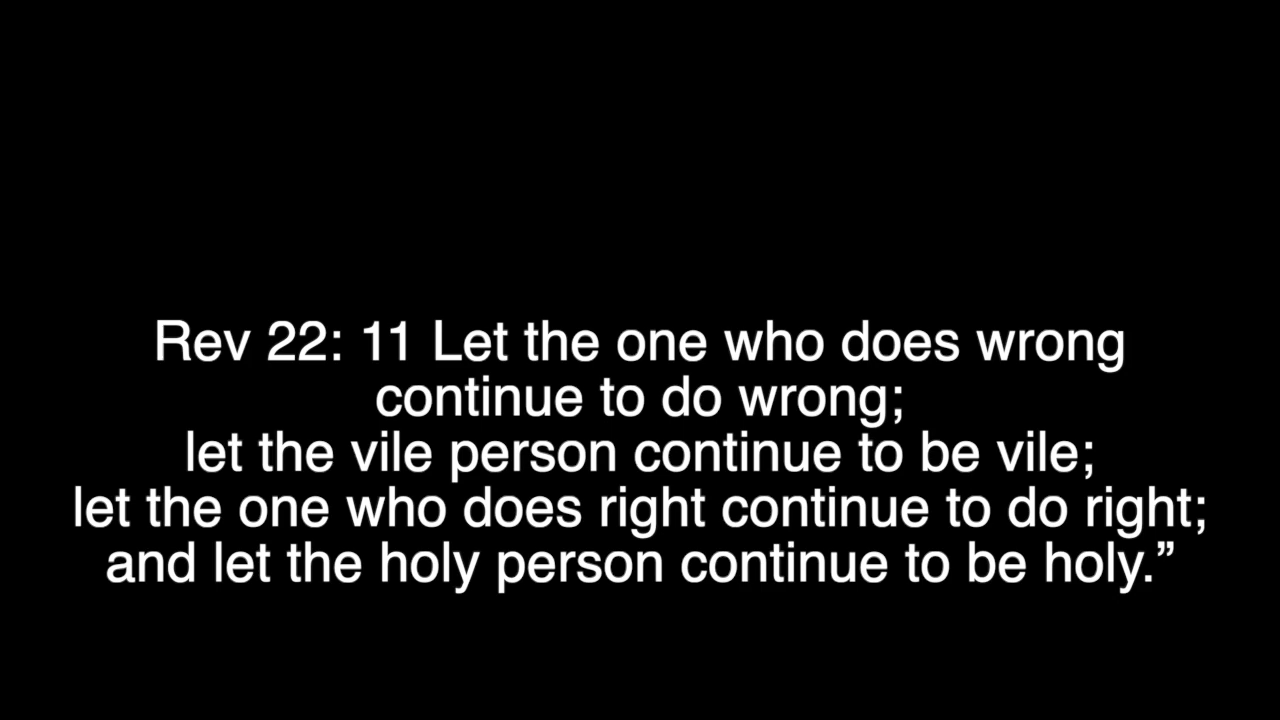 Rev 22: 11 Let the one who does wrong
continue to do wrong;
let the vile person continue to be vile;
let the one who does right continue to do right;
and let the holy person continue to be holy.”